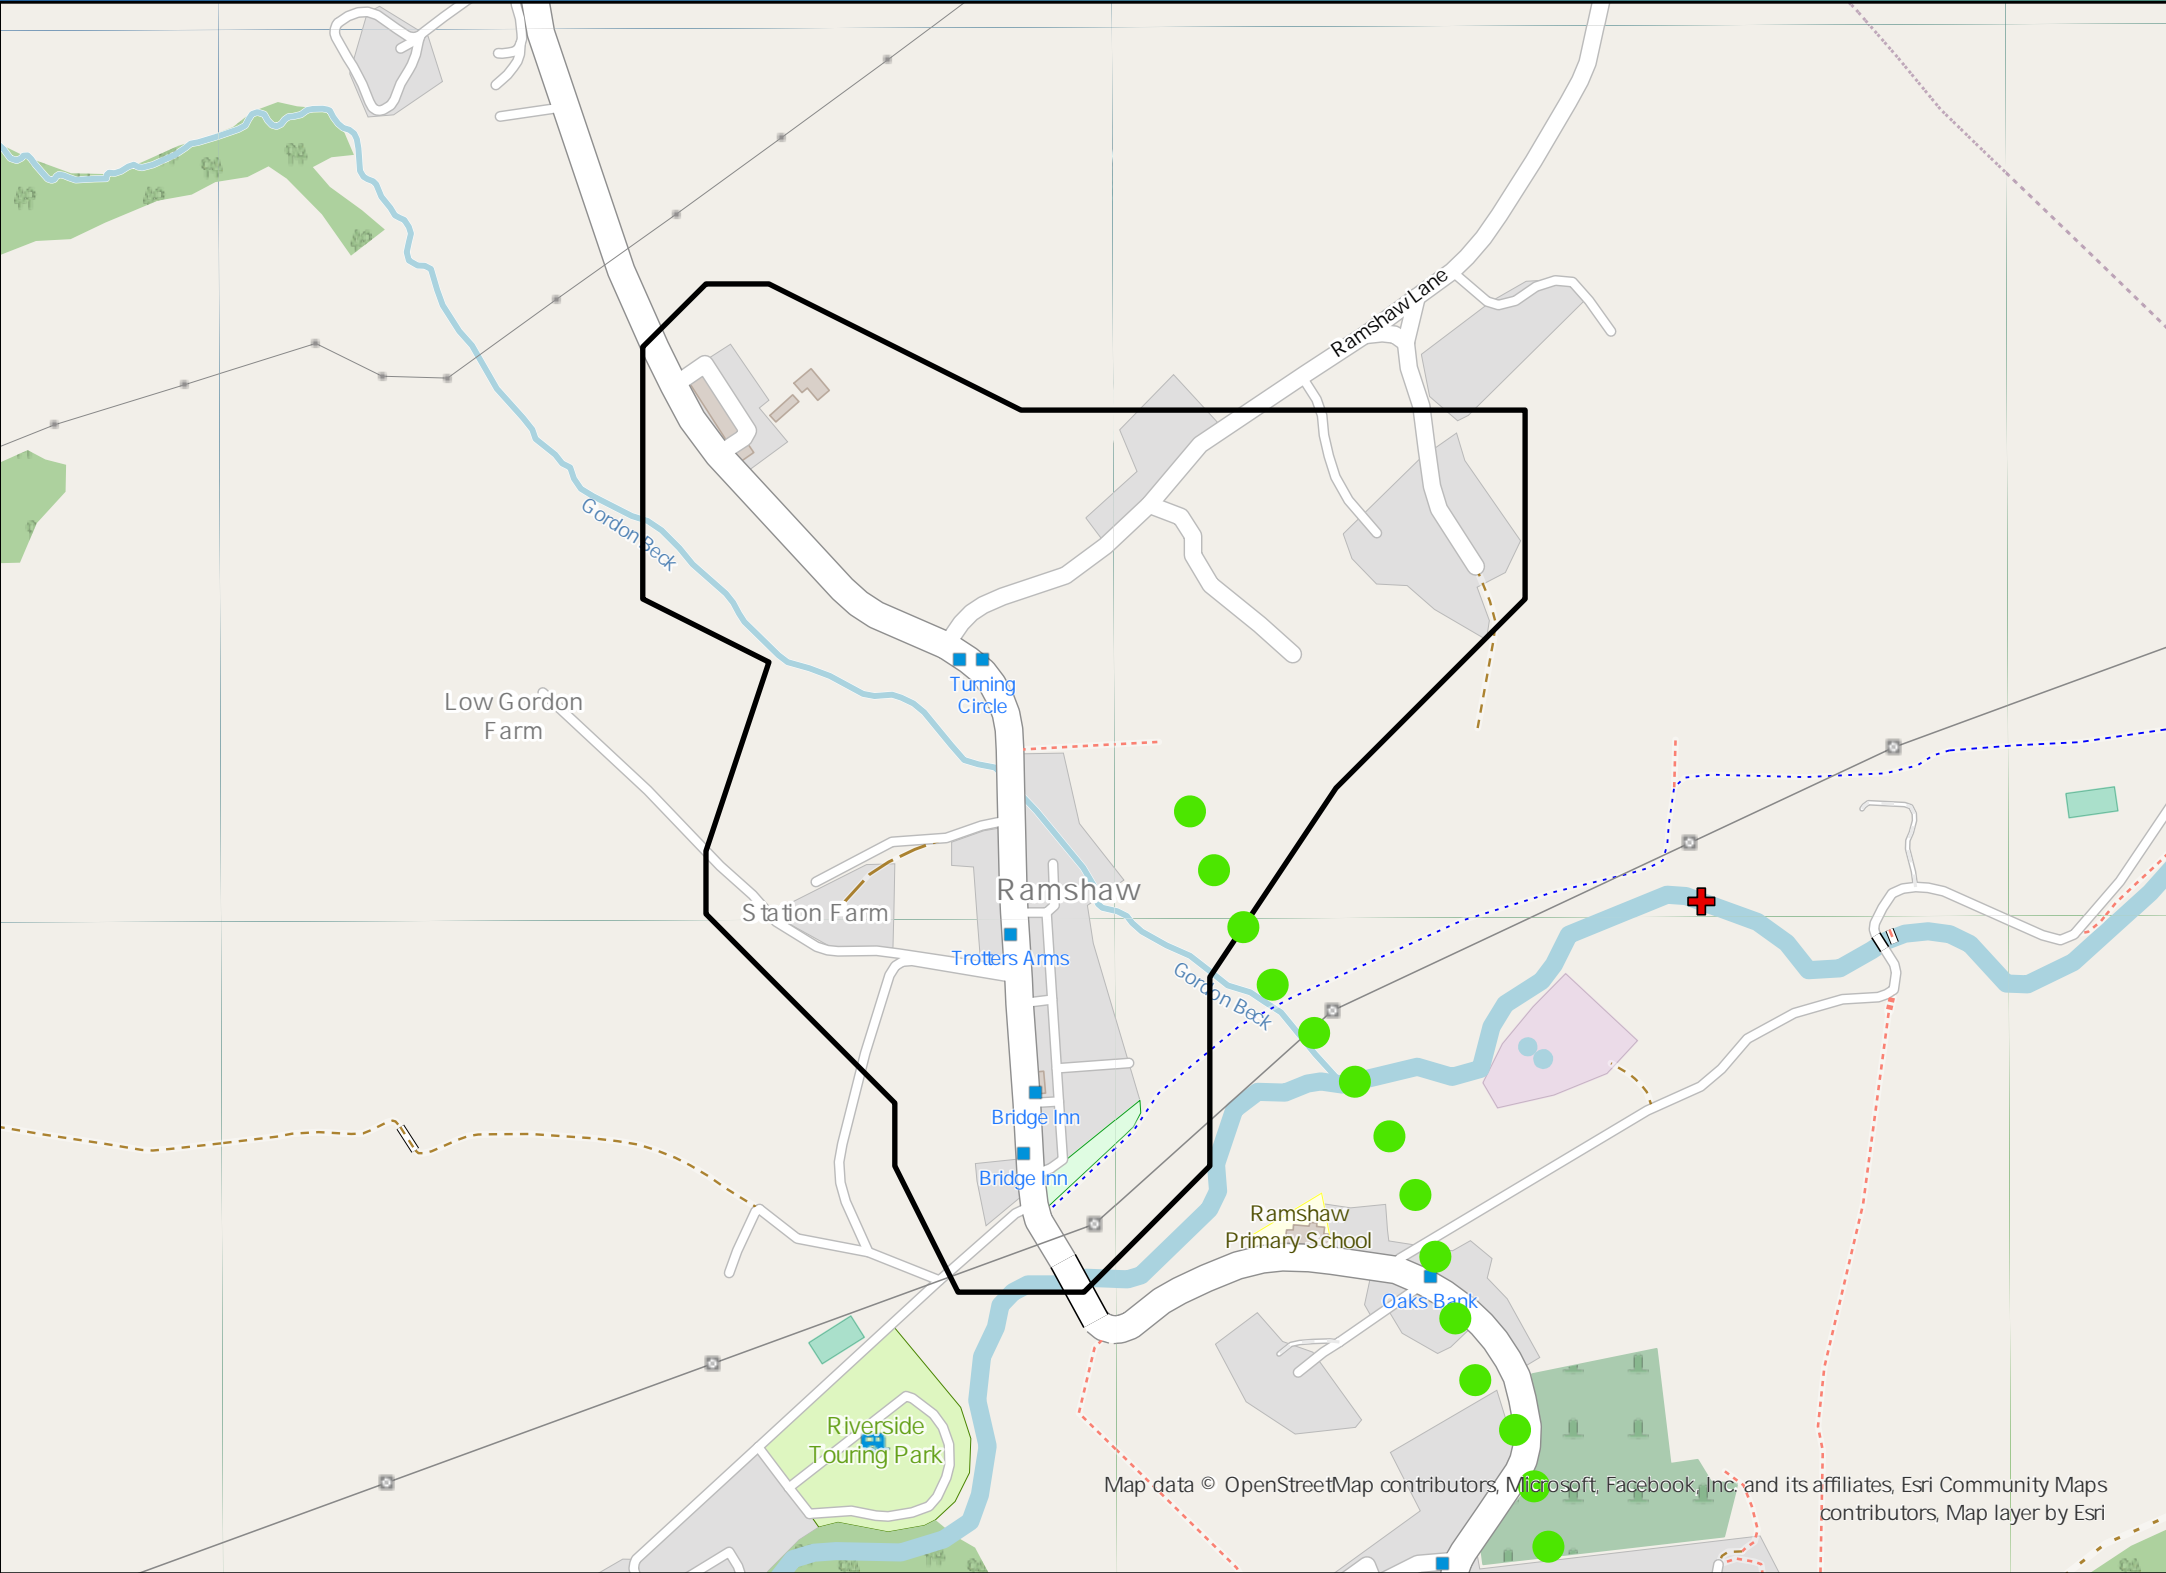 Ramshaw Lane
Gordon Beck
Turning
Circle
Low Gordon
Farm
Ramshaw
Station Farm
Trotters Arms
Gordon Beck
Bridge Inn
Bridge Inn
Ramshaw
Primary School
Oaks Bank
Riverside
Touring Park
Map data © OpenStreetMap contributors, Microsoft, Facebook, Inc. and its affiliates, Esri Community Maps
contributors, Map layer by Esri